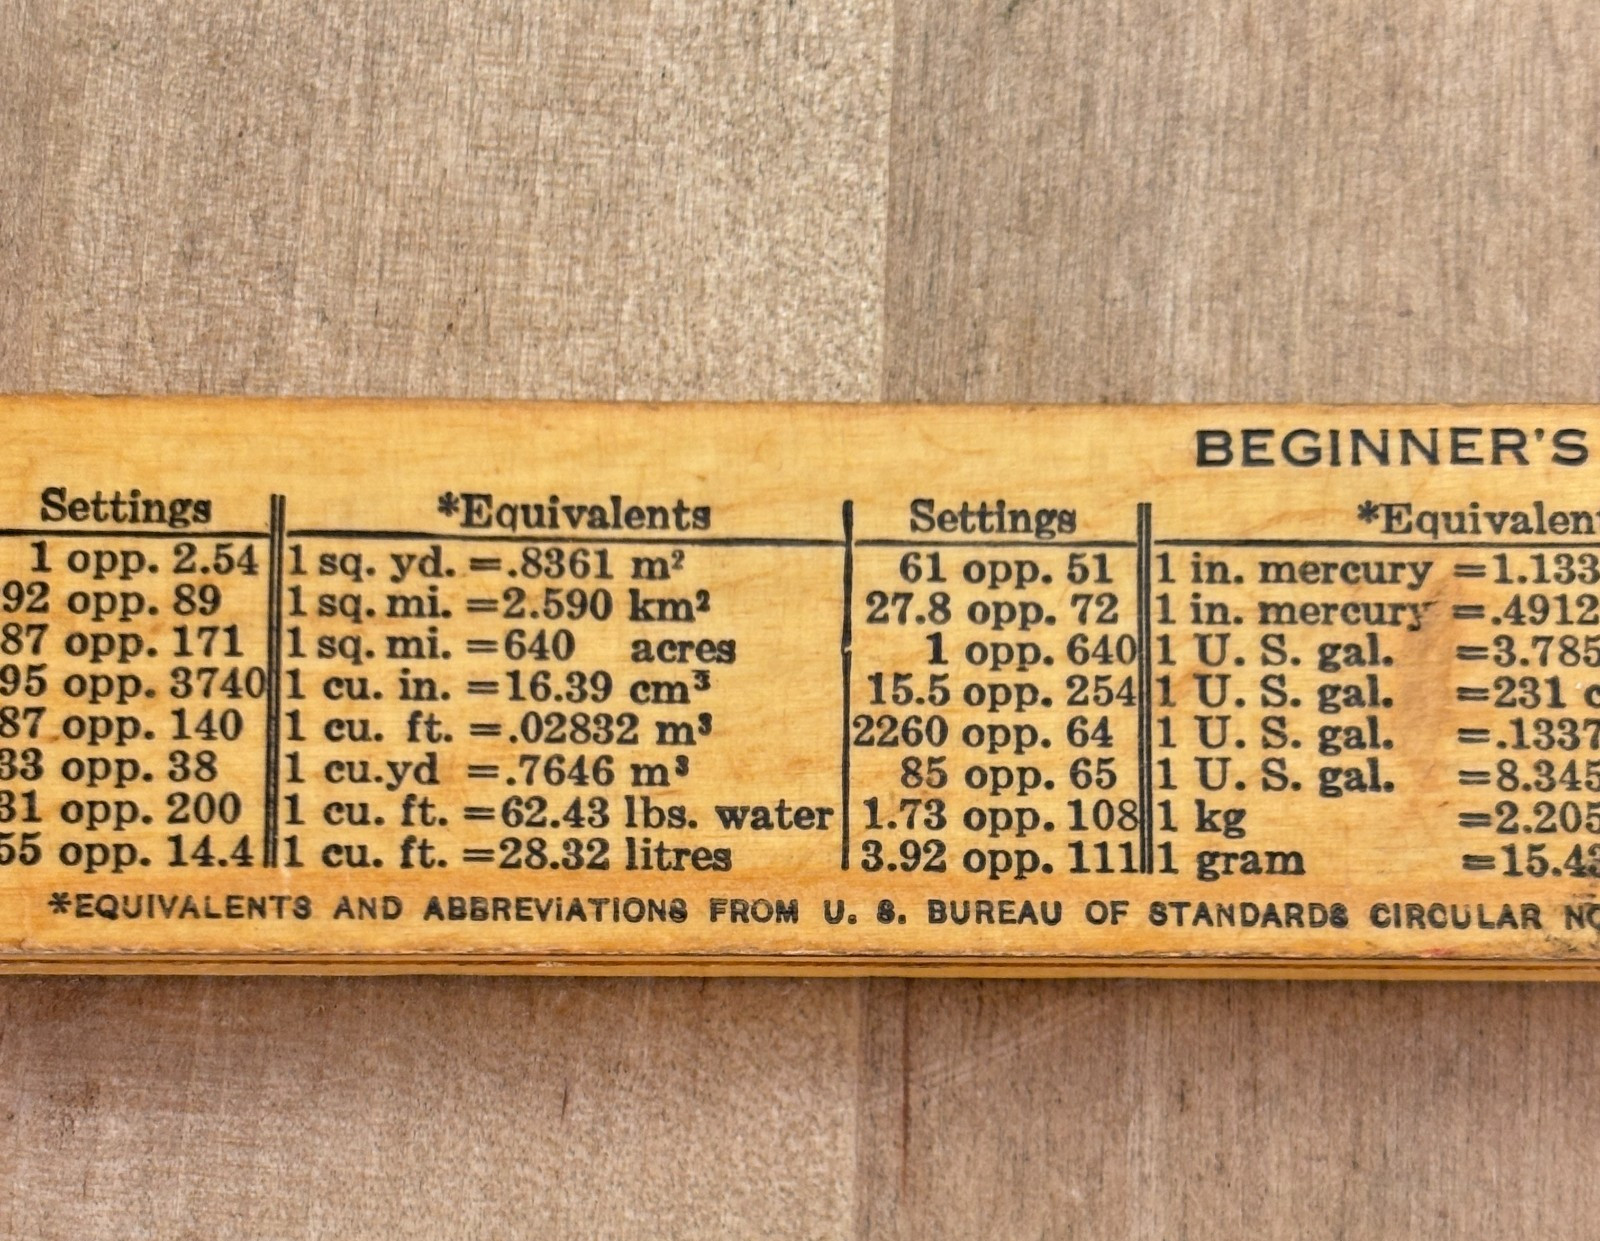 BEGINNER'S
Settings *Equivalents Settings *Equivalent
1 opp. 2.54 1 sq. yd. =.8361 m² 61 opp. 51 1 in. mercury =1.133
92 opp. 89 1 sq. mi. =2.590 km² 27.8 opp. 72 1 in. mercury =.4912
87 opp. 171 1 sq. mi. =640 acres 1 opp. 640 1 U. S. gal. =3.785
95 opp. 3740 1 cu. in. =16.39 cm³ 15.5 opp. 254 1 U. S. gal. =231 c
87 opp. 140 1 cu. ft. =.02832 m³ 2260 opp. 64 1 U. S. gal. =.1337
33 opp. 38 1 cu.yd =.7646 m³ 85 opp. 65 1 U. S. gal. =8.345
31 opp. 200 1 cu. ft. =62.43 lbs. water 1.73 opp. 108 1 kg =2.205
55 opp. 14.4 1 cu. ft. =28.32 litres 3.92 opp. 111 1 gram =15.43
*EQUIVALENTS AND ABBREVIATIONS FROM U. S. BUREAU OF STANDARDS CIRCULAR NO